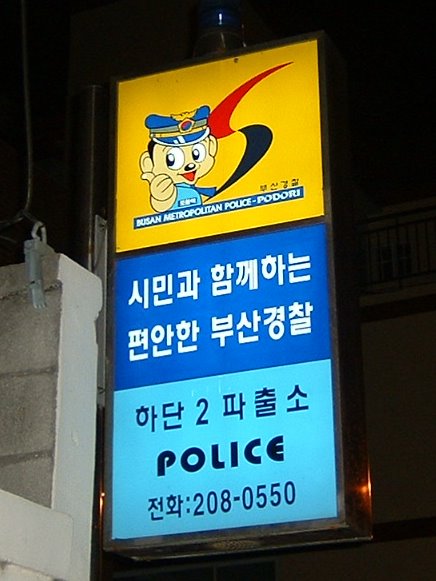 부산경찰
BUSAN METROPOLITAN POLICE-PODORI
시민과 함께하는
편안한 부산경찰
하단 2 파출소
POLICE
전화:208-0550